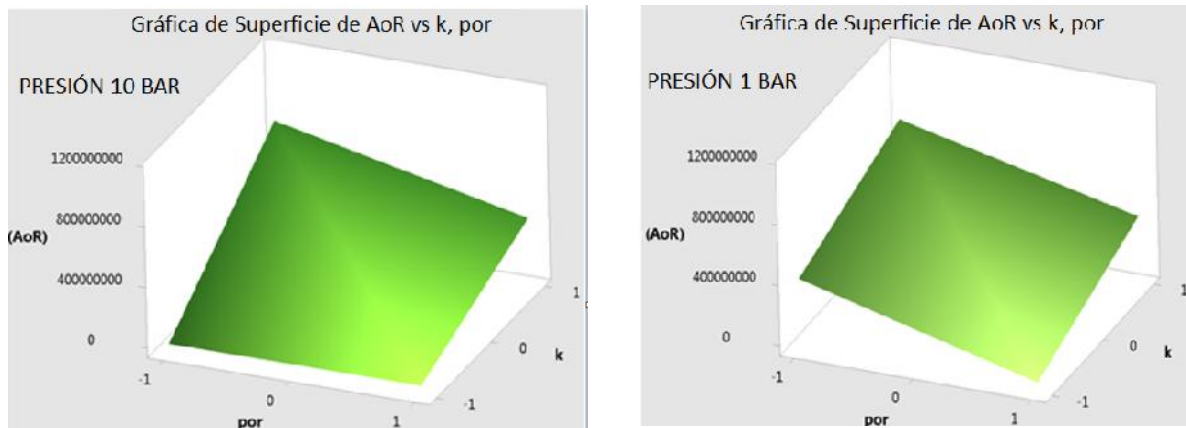 Gráfica de Superficie de AoR vs k, por
PRESIÓN 10 BAR
1200000000
800000000
(AoR)
400000000
0
-1
0
1
por
-1
0
1
k
Gráfica de Superficie de AoR vs k, por
PRESIÓN 1 BAR
1200000000
800000000
(AoR)
400000000
0
-1
0
1
por
-1
0
1
k